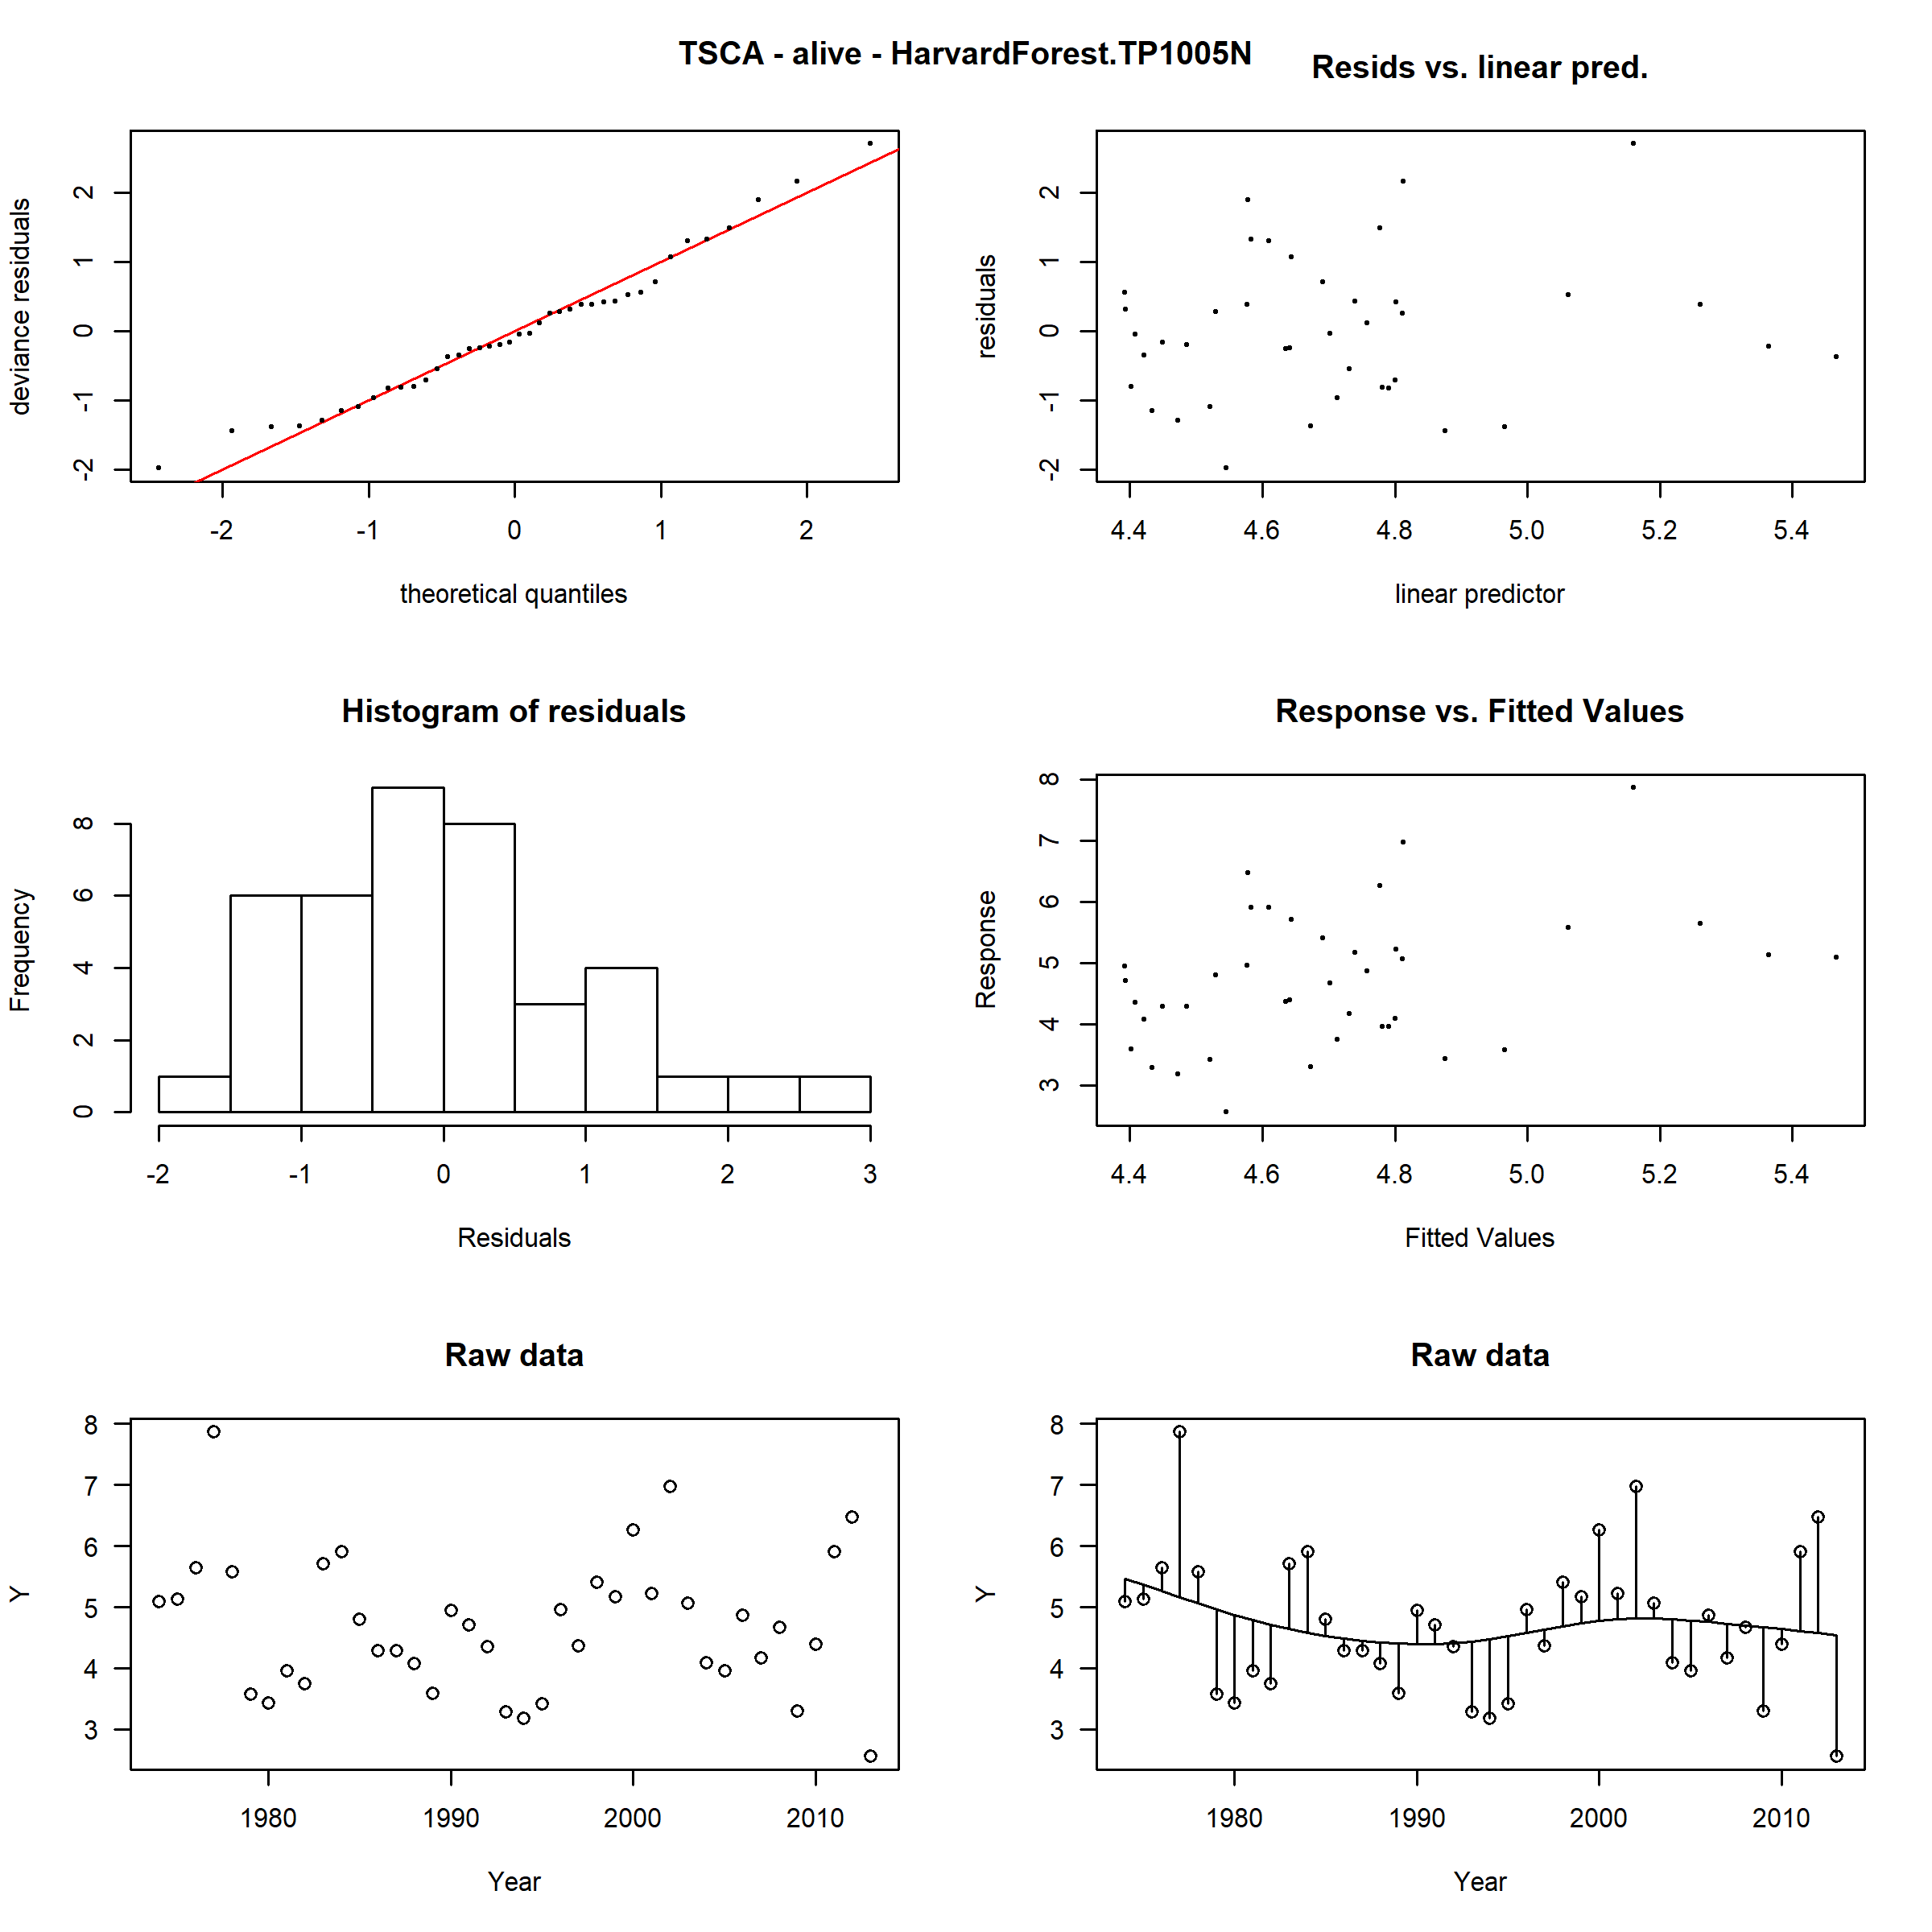 TSCA - alive - HarvardForest.TP1005N
Resids vs. linear pred.
deviance residuals
2
1
0
-1
-2
-2 -1 0 1 2
theoretical quantiles
residuals
2
1
0
-1
-2
4.4 4.6 4.8 5.0 5.2 5.4
linear predictor
Histogram of residuals
Frequency
8
6
4
2
0
-2 -1 0 1 2 3
Residuals
Response vs. Fitted Values
Response
8
7
6
5
4
3
4.4 4.6 4.8 5.0 5.2 5.4
Fitted Values
Raw data
Y
8
7
6
5
4
3
1980 1990 2000 2010
Year
Raw data
Y
8
7
6
5
4
3
1980 1990 2000 2010
Year